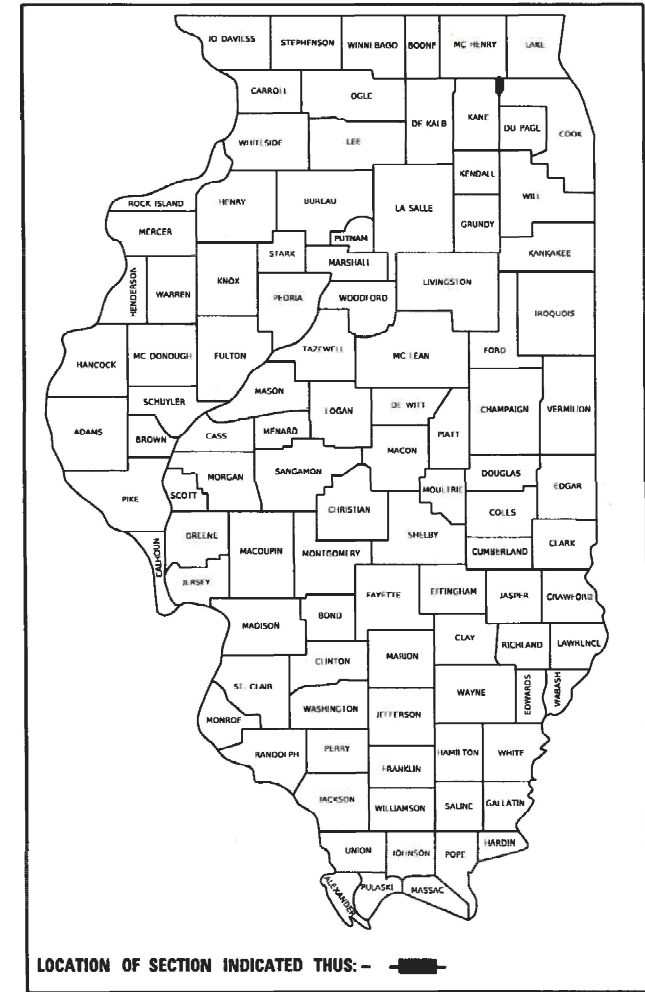 JO DAVIESS STEPHENSON WINNEBAGO BOONE MC HENRY LAKE
CARROLL OGLE DE KALB KANE DU PAGE COOK
WHITESIDE LEE
KENDALL
ROCK ISLAND HENRY BUREAU LA SALLE WILL
GRUNDY
MERCER PUTNAM
STARK MARSHALL KANKAKEE
HENDERSON WARREN KNOX PEORIA WOODFORD LIVINGSTON
IROQUOIS
HANCOCK MC DONOUGH FULTON TAZEWELL MC LEAN FORD
MASON
SCHUYLER LOGAN DE WITT CHAMPAIGN VERMILION
ADAMS BROWN CASS MENARD PIATT
MACON
SANGAMON DOUGLAS
PIKE SCOTT MORGAN MOULTRIE EDGAR
CHRISTIAN COLES
CALHOUN GREENE MACOUPIN MONTGOMERY SHELBY CUMBERLAND CLARK
JERSEY
FAYETTE EFFINGHAM JASPER CRAWFORD
MADISON BOND
CLAY RICHLAND LAWRENCE
CLINTON MARION
ST. CLAIR WAYNE EDWARDS WABASH
WASHINGTON JEFFERSON
MONROE
RANDOLPH PERRY HAMILTON WHITE
FRANKLIN
JACKSON WILLIAMSON SALINE GALLATIN
UNION JOHNSON POPE HARDIN
ALEXANDER PULASKI MASSAC
LOCATION OF SECTION INDICATED THUS: –